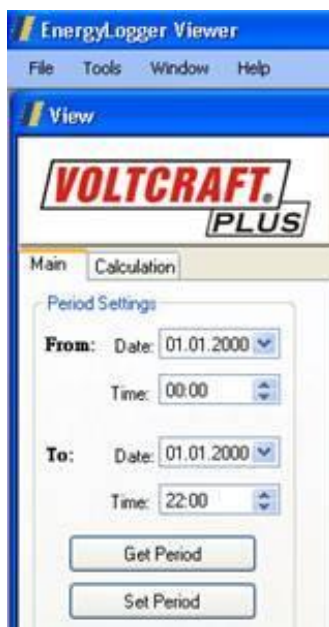 EnergyLogger Viewer
File Tools Window Help
View
VOLTCRAFT®
PLUS
Main Calculation
Period Settings
From: Date: 01.01.2000
Time: 00:00
To: Date: 01.01.2000
Time: 22:00
Get Period
Set Period